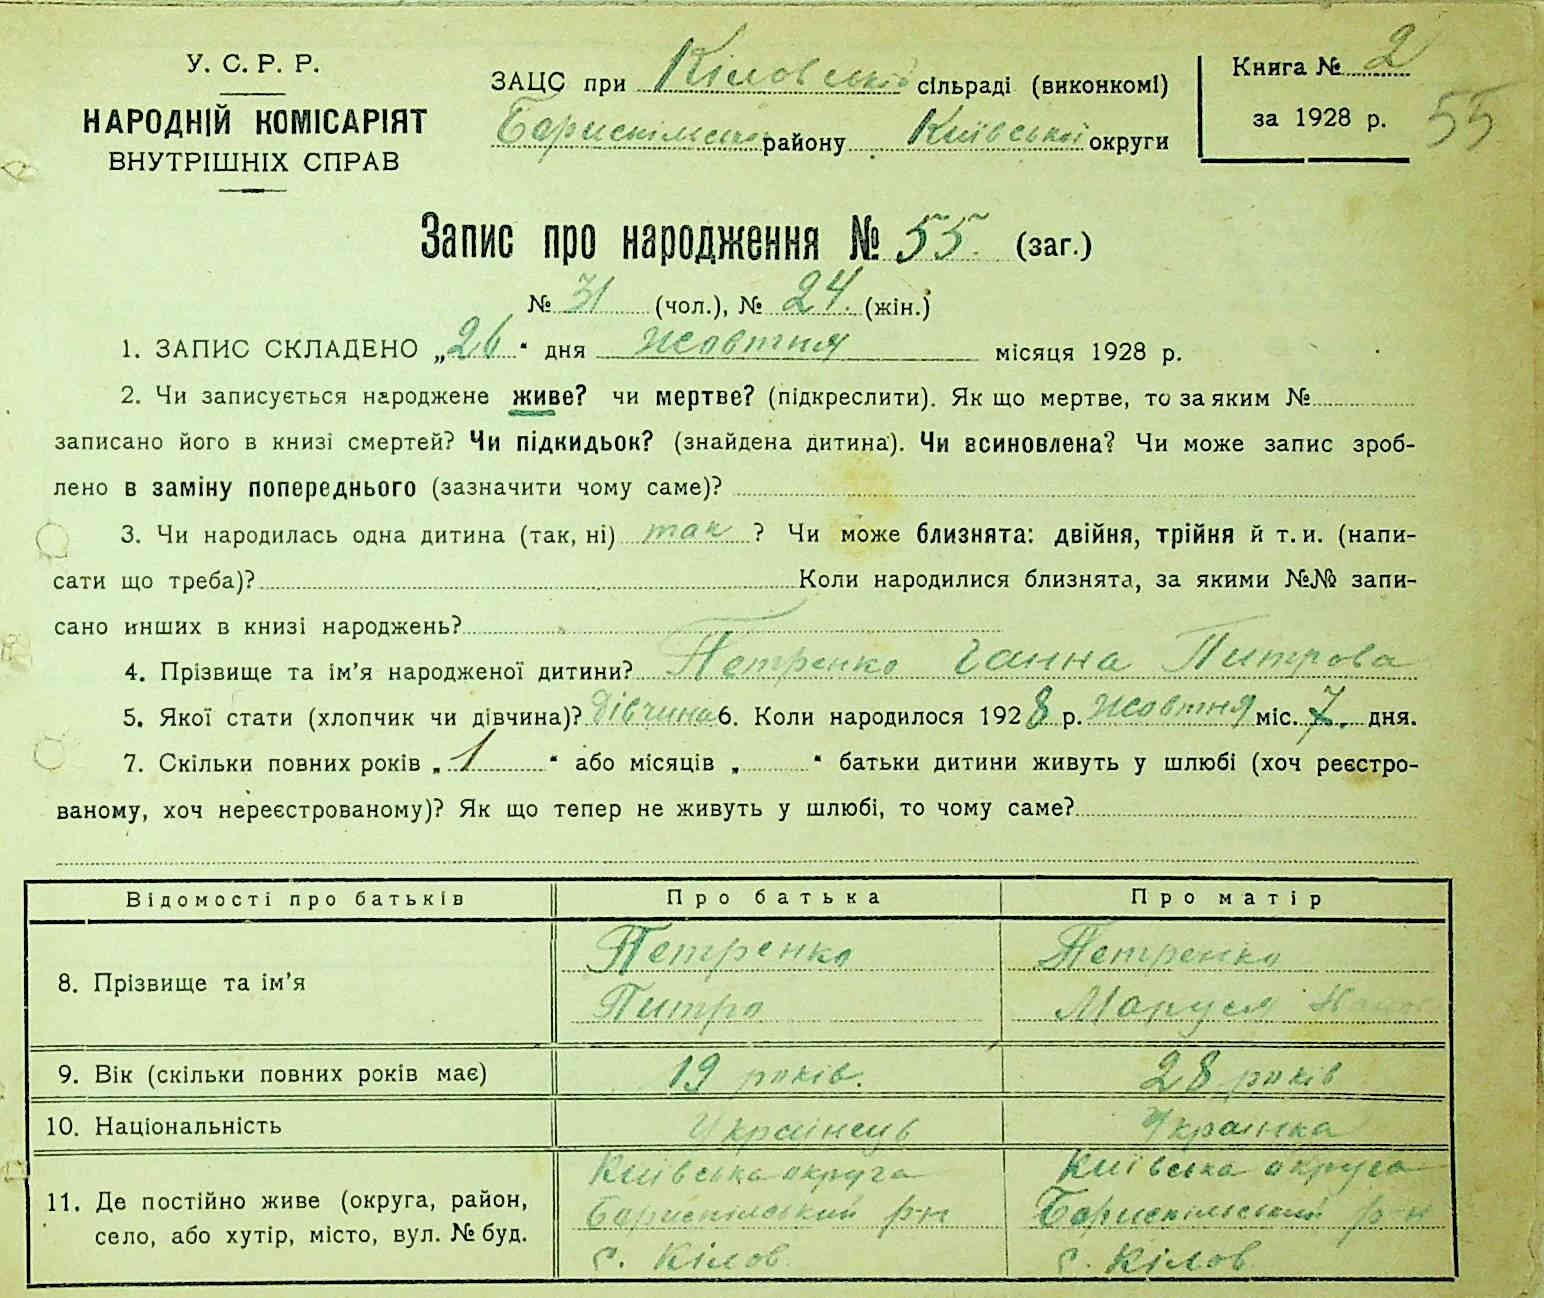 У. С. Р. Р.
НАРОДНІЙ КОМІСАРІЯТ
ВНУТРІШНІХ СПРАВ
ЗАЦС при Кіловській сільраді (виконкомі)
Бориспільського району Київської округи
Книга № 2
за 1928 р.
55
Запис про народження № 55. (заг.)
№ 31 (чол.), № 24. (жін.)
1. ЗАПИС СКЛАДЕНО „26" дня жовтня місяця 1928 р.
2. Чи записується народжене живе? чи мертве? (підкреслити). Як що мертве, то за яким №
записано його в книзі смертей? Чи підкидьок? (знайдена дитина). Чи всиновлена? Чи може запис зроб-
лено в заміну попереднього (зазначити чому саме)?
3. Чи народилась одна дитина (так, ні) так ? Чи може близнята: двійня, трійня й т. и. (напи-
сати що треба)? Коли народилися близнята, за якими №№ запи-
сано инших в книзі народжень?
4. Прізвище та ім'я народженої дитини? Петренко Ганна Питрова
5. Якої стати (хлопчик чи дівчина)? Дівчина 6. Коли народилося 1928 р. жовтня міс. 7. дня.
7. Скільки повних років „1" або місяців „ " батьки дитини живуть у шлюбі (хоч реєстро-
ваному, хоч нереєстрованому)? Як що тепер не живуть у шлюбі, то чому саме?
Відомості про батьків Про батька Про матір
8. Прізвище та ім'я Петренко Петренко
Питро Маруся
9. Вік (скільки повних років має) 19 років. 28 років
10. Національність Українець Українка
11. Де постійно живе (округа, район, село, або хутір, місто, вул. № буд. Київська округа Київська округа
Бориспільський р-н Бориспільський р-н
с. Кілов с. Кілов